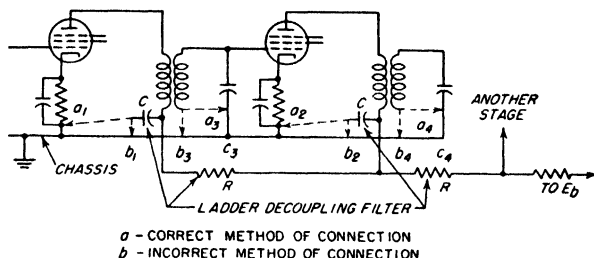 a1
C
a3
a2
C
a4
ANOTHER
STAGE
b1
b3
c3
b2
b4
c4
CHASSIS
R
R
TO Eb
LADDER DECOUPLING FILTER
a - CORRECT METHOD OF CONNECTION
b - INCORRECT METHOD OF CONNECTION